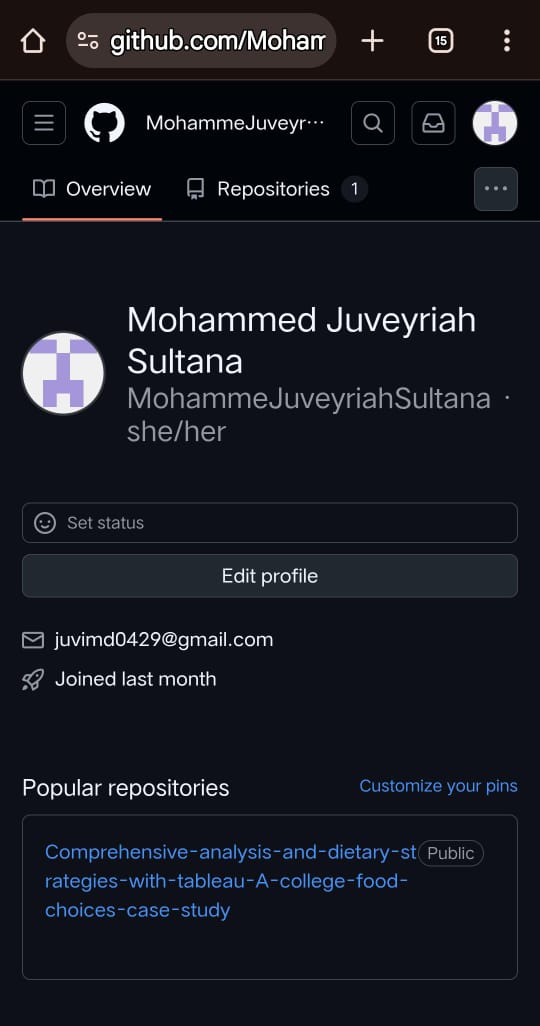 github.com/Moham
15
MohammeJuveyr...
Overview
Repositories 1
Mohammed Juveyriah
Sultana
MohammeJuveyriahSultana ·
she/her
Set status
Edit profile
juvimd0429@gmail.com
Joined last month
Popular repositories
Customize your pins
Comprehensive-analysis-and-dietary-st Public
rategies-with-tableau-A-college-food-
choices-case-study